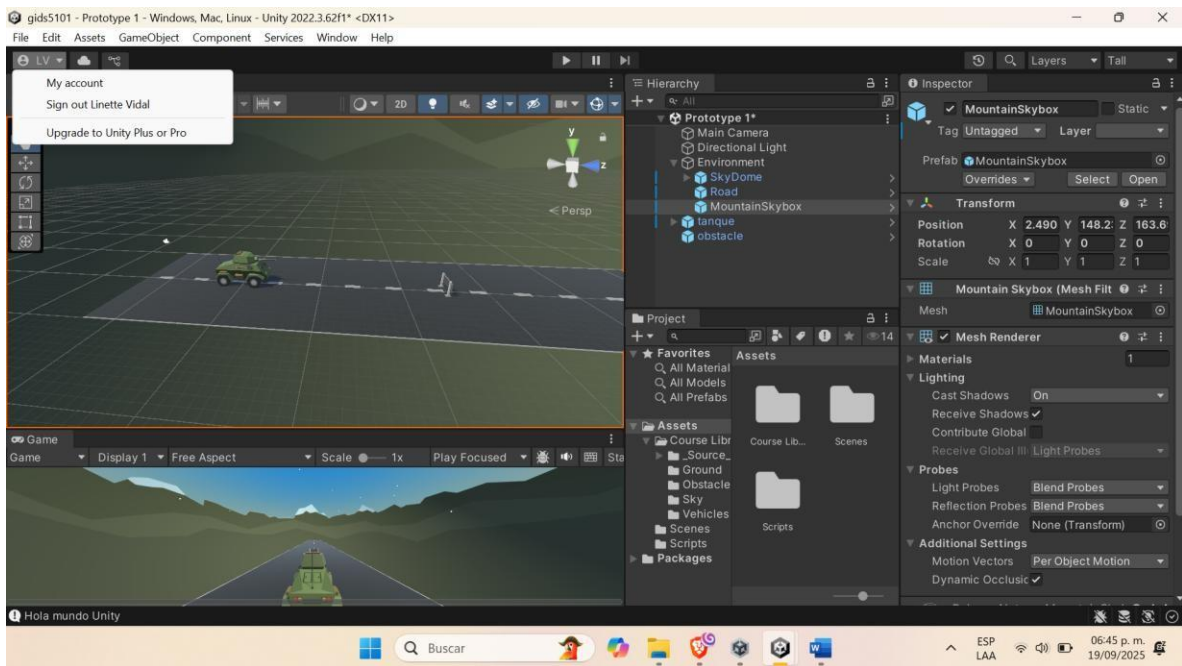 gids5101 - Prototype 1 - Windows, Mac, Linux - Unity 2022.3.62f1* <DX11>
File Edit Assets GameObject Component Services Window Help
LV
Layers Tall
My account
Sign out Linette Vidal
Upgrade to Unity Plus or Pro
2D
y
z
Persp
Hierarchy
All
Prototype 1*
Main Camera
Directional Light
Environment
SkyDome
Road
MountainSkybox
tanque
obstacle
Project
14
Favorites
All Material
All Models
All Prefabs
Assets
Course Libr
_Source_
Ground
Obstacle
Sky
Vehicles
Scenes
Scripts
Packages
Assets
Course Lib...
Scenes
Scripts
Inspector
MountainSkybox Static
Tag Untagged Layer
Prefab MountainSkybox
Overrides Select Open
Transform
Position X 2.490 Y 148.2 Z 163.6
Rotation X 0 Y 0 Z 0
Scale X 1 Y 1 Z 1
Mountain Skybox (Mesh Filt
Mesh MountainSkybox
Mesh Renderer
Materials 1
Lighting
Cast Shadows On
Receive Shadows
Contribute Global
Receive Global Ill Light Probes
Probes
Light Probes Blend Probes
Reflection Probes Blend Probes
Anchor Override None (Transform)
Additional Settings
Motion Vectors Per Object Motion
Dynamic Occlusic
Game
Game Display 1 Free Aspect Scale 1x Play Focused Sta
Hola mundo Unity
Buscar
ESP
LAA
06:45 p. m.
19/09/2025